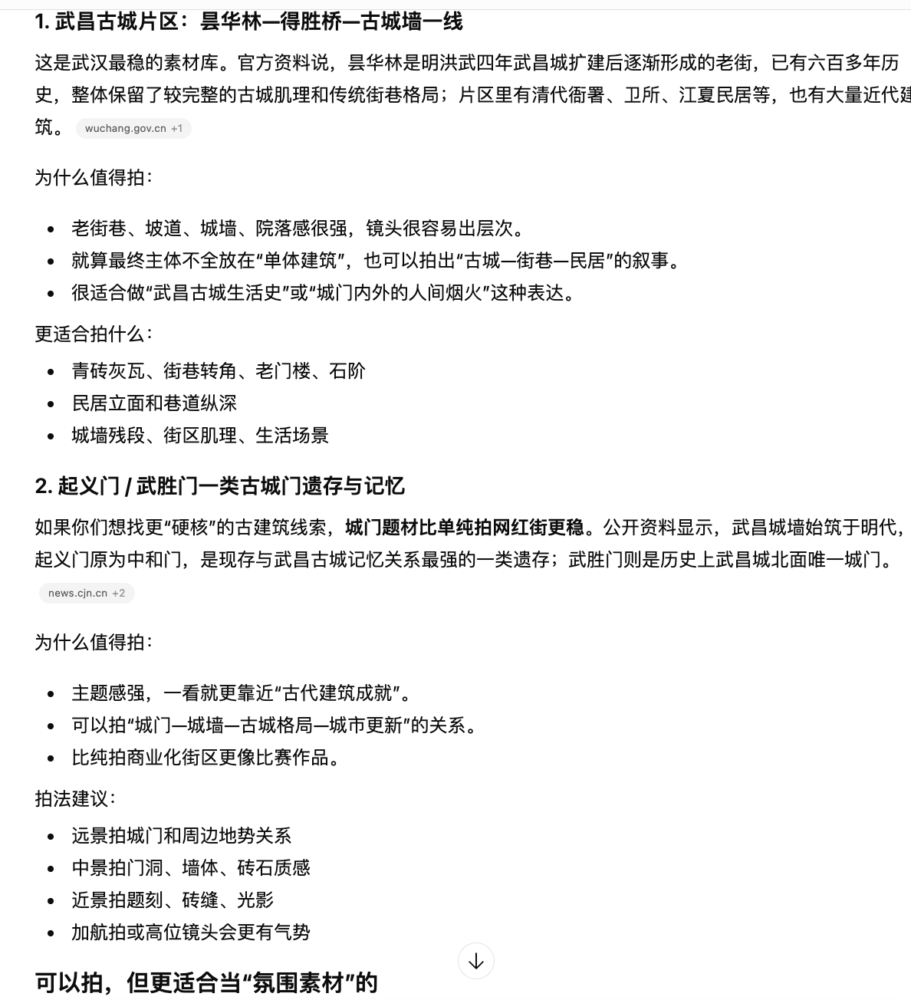 1. 武昌古城片区：昙华林—得胜桥—古城墙一线
这是武汉最稳的素材库。官方资料说，昙华林是明洪武四年武昌城扩建后逐渐形成的老街，已有六百多年历
史，整体保留了较完整的古城肌理和传统街巷格局；片区里有清代衙署、卫所、江夏民居等，也有大量近代建
筑。 wuchang.gov.cn +1
为什么值得拍：
• 老街巷、坡道、城墙、院落感很强，镜头很容易出层次。
• 就算最终主体不全放在“单体建筑”，也可以拍出“古城—街巷—民居”的叙事。
• 很适合做“武昌古城生活史”或“城门内外的人间烟火”这种表达。
更适合拍什么：
• 青砖灰瓦、街巷转角、老门楼、石阶
• 民居立面和巷道纵深
• 城墙残段、街区肌理、生活场景
2. 起义门 / 武胜门一类古城门遗存与记忆
如果你们想找更“硬核”的古建筑线索，城门题材比单纯拍网红街更稳。公开资料显示，武昌城墙始筑于明代，
起义门原为中和门，是现存与武昌古城记忆关系最强的一类遗存；武胜门则是历史上武昌城北面唯一城门。
news.cjn.cn +2
为什么值得拍：
• 主题感强，一看就更靠近“古代建筑成就”。
• 可以拍“城门—城墙—古城格局—城市更新”的关系。
• 比纯拍商业化街区更像比赛作品。
拍法建议：
• 远景拍城门和周边地势关系
• 中景拍门洞、墙体、砖石质感
• 近景拍题刻、砖缝、光影
• 加航拍或高位镜头会更有气势
可以拍，但更适合当“氛围素材”的